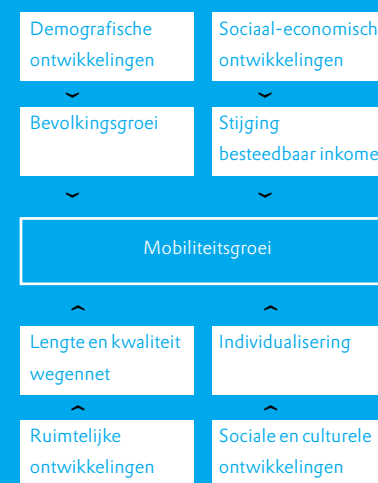 Demografische
ontwikkelingen
Sociaal-economisch
ontwikkelingen
Bevolkingsgroei
Stijging
besteedbaar inkome
Mobiliteitsgroei
Lengte en kwaliteit
wegennet
Individualisering
Ruimtelijke
ontwikkelingen
Sociale en culturele
ontwikkelingen